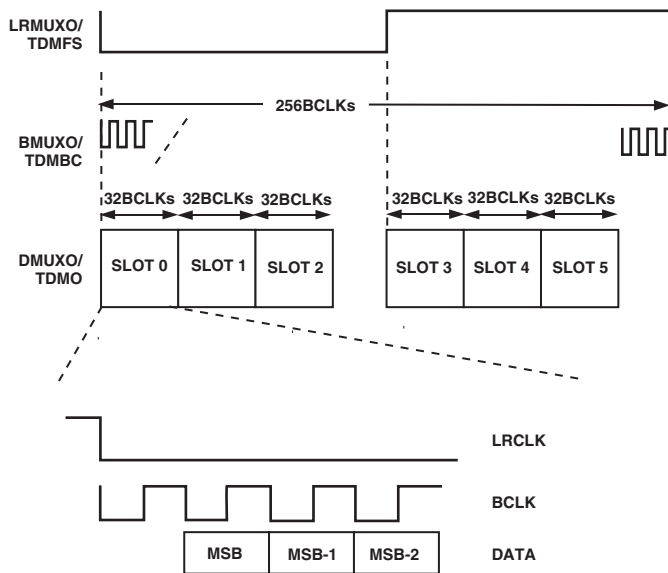 LRMUXO/
TDMFS
256BCLKs
BMUXO/
TDMBC
32BCLKs 32BCLKs 32BCLKs 32BCLKs 32BCLKs 32BCLKs
DMUXO/
TDMO
SLOT 0 SLOT 1 SLOT 2 SLOT 3 SLOT 4 SLOT 5
LRCLK
BCLK
MSB MSB-1 MSB-2 DATA